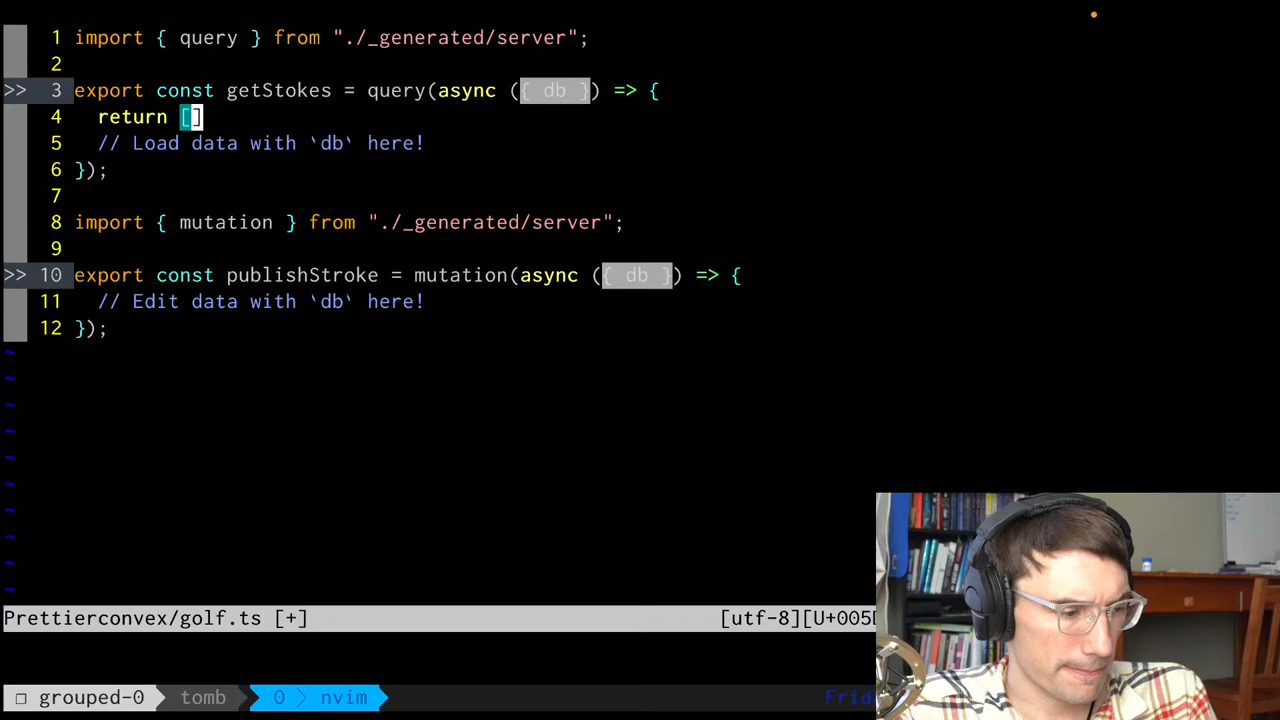 1 import { query } from "./_generated/server";
2
>> 3 export const getStokes = query(async ({ db }) => {
4   return []
5   // Load data with `db` here!
6 });
7
8 import { mutation } from "./_generated/server";
9
>> 10 export const publishStroke = mutation(async ({ db }) => {
11   // Edit data with `db` here!
12 });
~
~
~
~
~
~
~
~
~
~
Prettierconvex/golf.ts [+] [utf-8][U+005D
❐ grouped-0 tomb 0 > nvim Frid